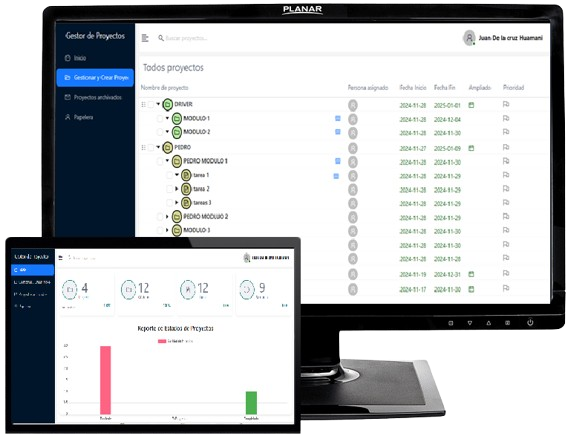 PLANAR
Gestor de Proyectos
Buscar proyectos...
Juan De la cruz Huamani
Inicio
Gestionar y Crear Proyec
Proyectos archivados
Papelera
Todos proyectos
Nombre de proyecto Persona asignado Fecha Inicio Fecha Fin Ampliado Prioridad
DRIVER 2024-11-28 2025-01-01
MODULO-1 2024-11-28 2024-12-04
MODULO-2 2024-11-28 2024-11-30
PEDRO 2024-11-27 2025-01-09
PEDRO MODULO 1 2024-11-28 2024-11-30
tarea 1 2024-11-28 2024-11-29
tarea 2 2024-11-28 2024-11-29
tareas 3 2024-11-28 2024-11-29
PEDRO MODULO 2 2024-11-28 2024-11-30
MODULO-3 2024-11-28 2024-11-30
2024-11-28 2024-11-30
2024-11-28 2024-11-30
2024-11-19 2024-12-31
2024-11-17 2024-11-30
4
12
12
9
Reporte de Estados de Proyectos